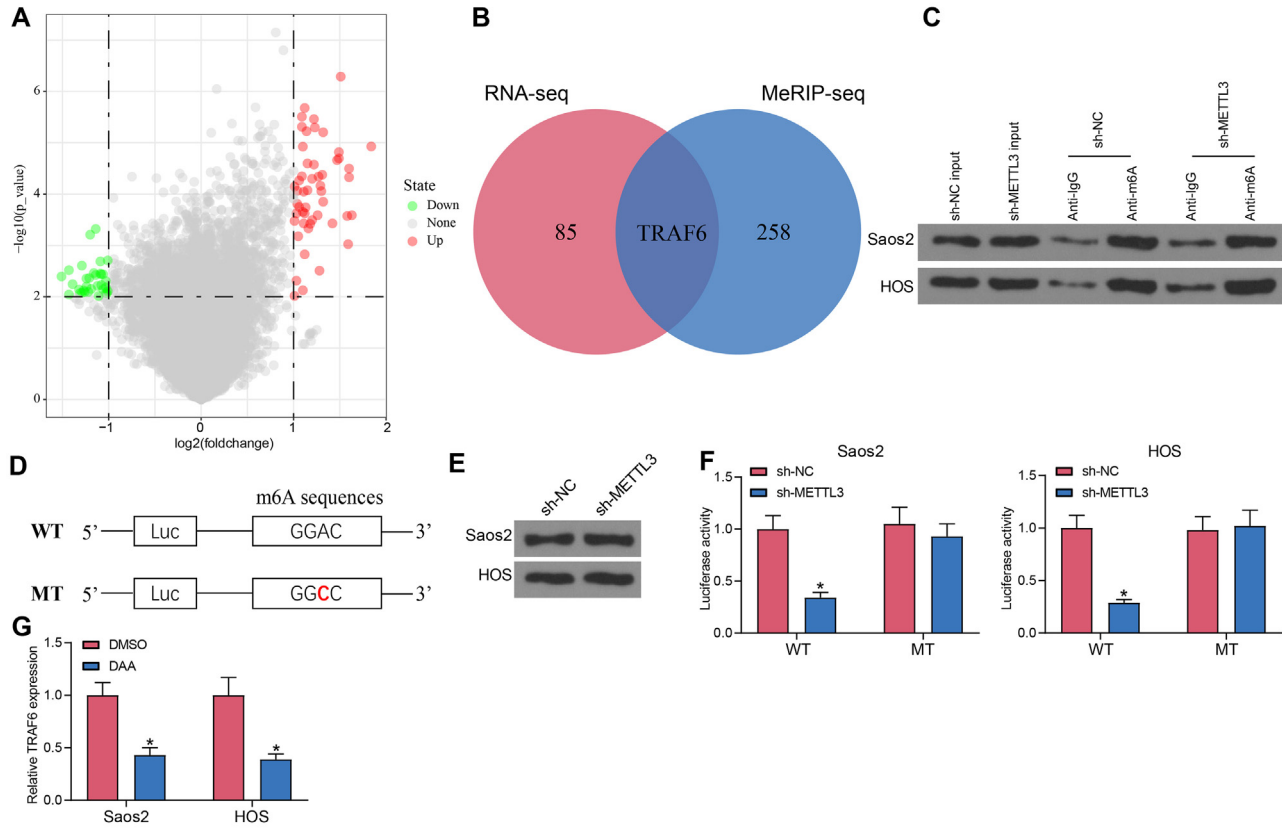 A
−log10(p_value)
6
4
2
0
−1
0
1
2
log2(foldchange)
State
Down
None
Up
B
RNA-seq
MeRIP-seq
85
TRAF6
258
C
sh-NC
sh-METTL3
sh-NC input
sh-METTL3 input
Anti-IgG
Anti-m6A
Anti-IgG
Anti-m6A
Saos2
HOS
D
m6A sequences
WT 5’ Luc GGAC 3’
MT 5’ Luc GGCC 3’
E
sh-NC
sh-METTL3
Saos2
HOS
F
Saos2
sh-NC
sh-METTL3
Luciferase activity
1.5
1.0
0.5
0.0
*
WT
MT
HOS
sh-NC
sh-METTL3
Luciferase activity
1.5
1.0
0.5
0.0
*
WT
MT
G
DMSO
DAA
Relative TRAF6 expression
1.5
1.0
0.5
0.0
*
*
Saos2
HOS